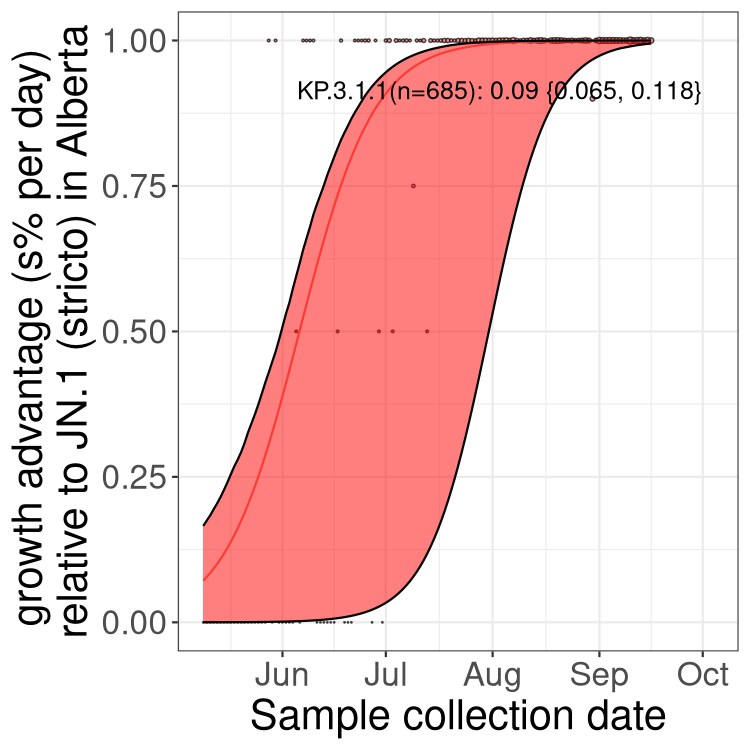 growth advantage (s% per day)
relative to JN.1 (stricto) in Alberta
1.00
0.75
0.50
0.25
0.00
KP.3.1.1(n=685): 0.09 {0.065, 0.118}
Jun Jul Aug Sep Oct
Sample collection date